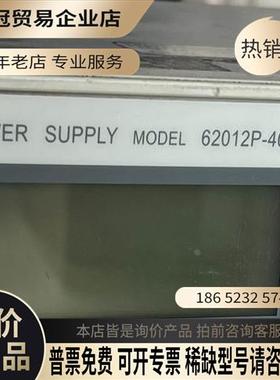 冠贸易企业店
年老店 专业服务
热销
ER SUPPLY MODEL 62012P-4
价
品
186 5232 57
本店皆是询价产品 拍前咨询客服
普票免费 可开专票 稀缺型号请咨